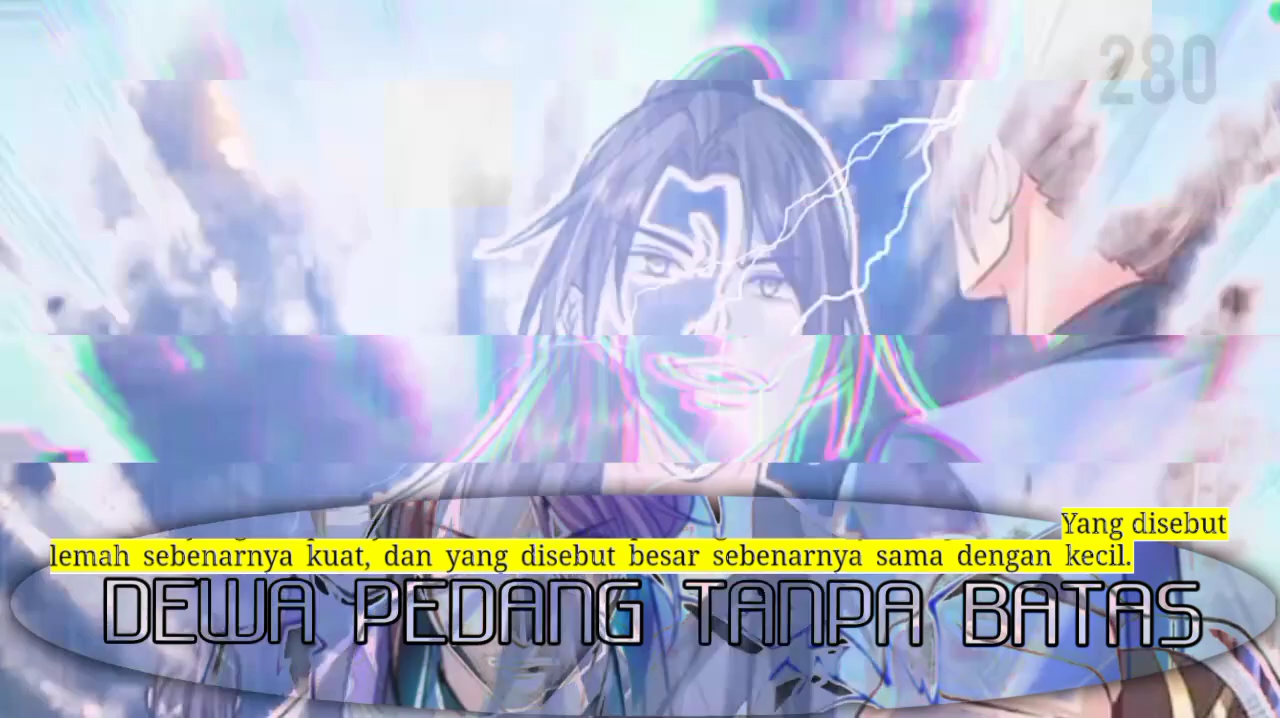 280
Yang disebut
lemah sebenarnya kuat, dan yang disebut besar sebenarnya sama dengan kecil.
DEWA PEDANG TANPA BATAS